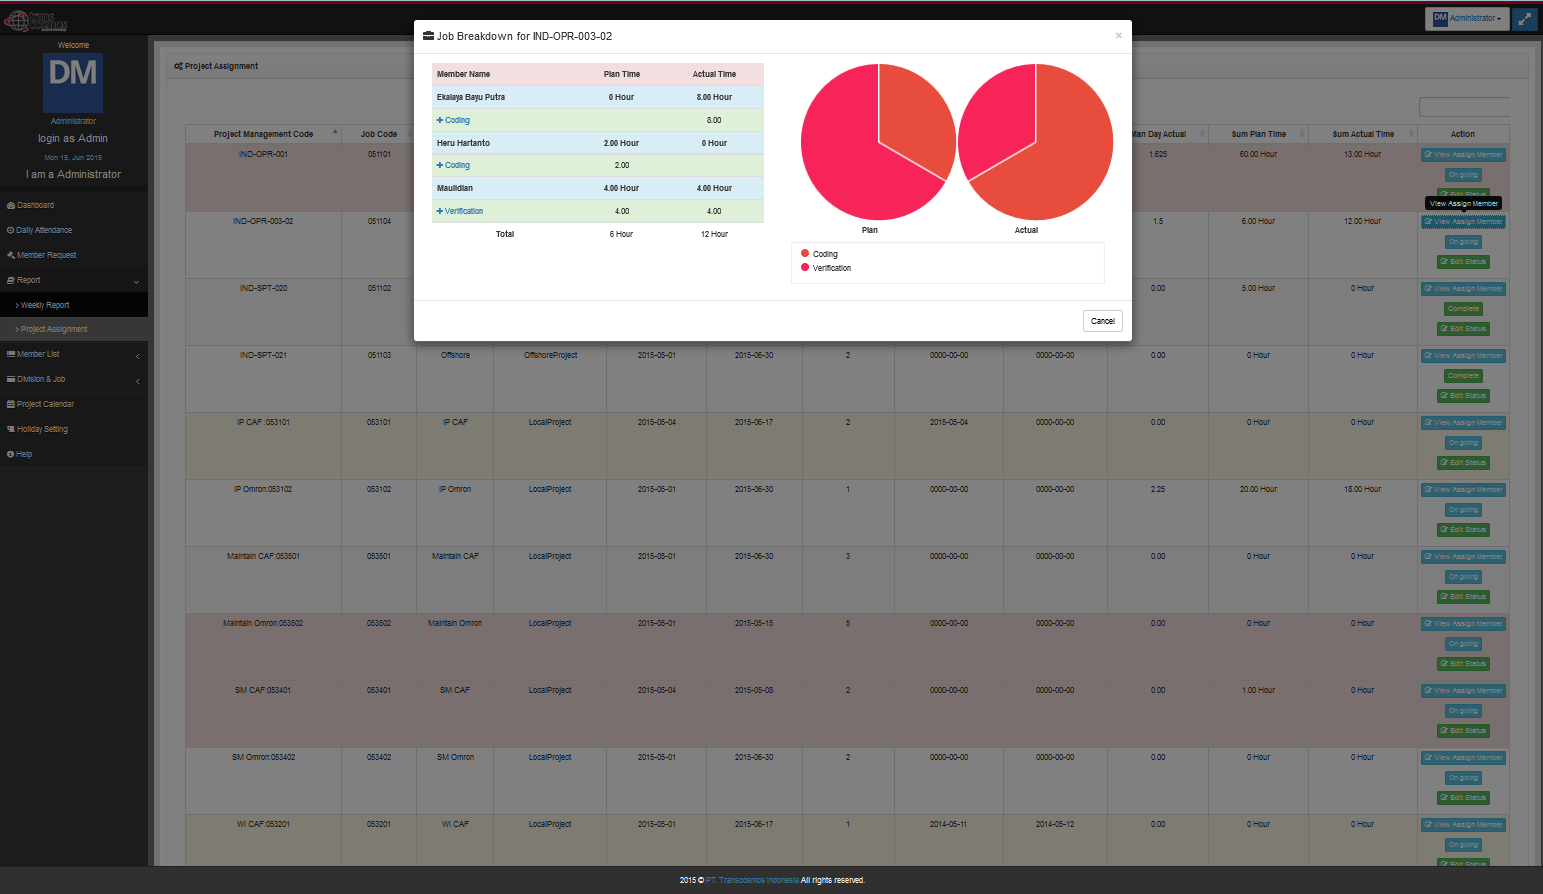 trans cosmos
DM Administrator
Welcome
DM
Administrator
login as Admin
Mon 15, Jun 2015
I am a Administrator
Dashboard
Daily Attendance
Member Request
Report
Weekly Report
Project Assignment
Member List
Division & Job
Project Calendar
Holiday Setting
Help
Project Assignment
Job Breakdown for IND-OPR-003-02 ×
Member Name Plan Time Actual Time
Ekalaya Bayu Putra 0 Hour 8.00 Hour
+ Coding 8.00
Heru Hartanto 2.00 Hour 0 Hour
+ Coding 2.00
Maulidian 4.00 Hour 4.00 Hour
+ Verification 4.00 4.00
Total 6 Hour 12 Hour
Plan Actual
Coding
Verification
Cancel
Project Management Code Job Code Man Day Actual Sum Plan Time Sum Actual Time Action
IND-OPR-001 051101 1.625 60.00 Hour 13.00 Hour View Assign Member
On going
Edit Status
View Assign Member
IND-OPR-003-02 051104 1.5 6.00 Hour 12.00 Hour View Assign Member
On going
Edit Status
IND-SPT-020 051102 0.00 5.00 Hour 0 Hour View Assign Member
Complete
Edit Status
IND-SPT-021 051103 Offshore OffshoreProject 2015-05-01 2015-06-30 2 0000-00-00 0000-00-00 0.00 0 Hour 0 Hour View Assign Member
Complete
Edit Status
IP CAF :053101 053101 IP CAF LocalProject 2015-05-04 2015-06-17 2 2015-05-04 0000-00-00 0.00 0 Hour 0 Hour View Assign Member
On going
Edit Status
IP Omron:053102 053102 IP Omron LocalProject 2015-05-01 2015-06-30 1 0000-00-00 0000-00-00 2.25 20.00 Hour 18.00 Hour View Assign Member
On going
Edit Status
Maintain CAF:053501 053501 Maintain CAF LocalProject 2015-05-01 2015-06-30 3 0000-00-00 0000-00-00 0.00 0 Hour 0 Hour View Assign Member
On going
Edit Status
Maintain Omron:053502 053502 Maintain Omron LocalProject 2015-05-01 2015-05-15 5 0000-00-00 0000-00-00 0.00 0 Hour 0 Hour View Assign Member
On going
Edit Status
SM CAF:053401 053401 SM CAF LocalProject 2015-05-04 2015-05-08 2 0000-00-00 0000-00-00 0.00 1.00 Hour 0 Hour View Assign Member
On going
Edit Status
SM Omron:053402 053402 SM Omron LocalProject 2015-05-01 2015-06-30 2 0000-00-00 0000-00-00 0.00 0 Hour 0 Hour View Assign Member
On going
Edit Status
WI CAF:053201 053201 WI CAF LocalProject 2015-05-01 2015-06-17 1 2014-05-11 2014-05-12 0.00 0 Hour 0 Hour View Assign Member
On going
Edit Status
2015 © PT. Transcosmos Indonesia All rights reserved.